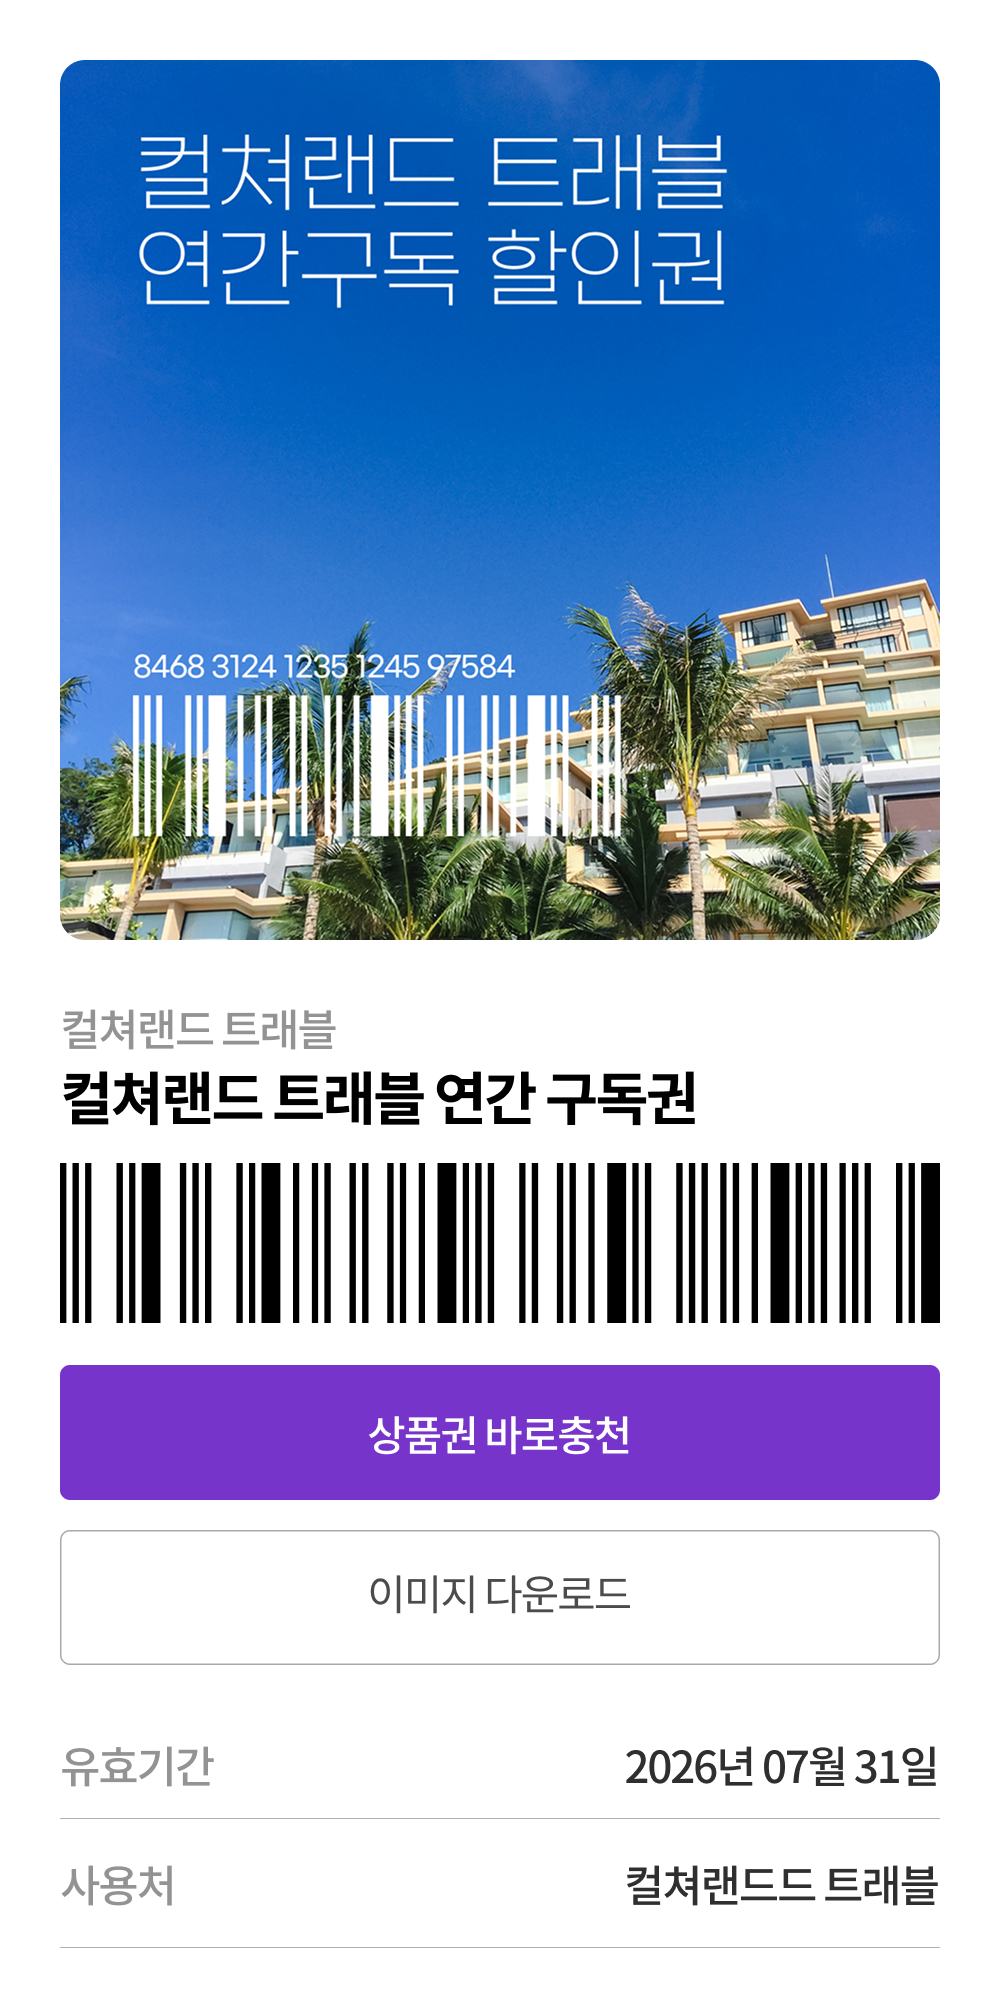 컬쳐랜드 트래블
연간구독 할인권
8468 3124 1235 1245 97584
컬쳐랜드 트래블
컬쳐랜드 트래블 연간 구독권
상품권 바로충천
이미지 다운로드
유효기간 2026년 07월 31일
사용처 컬쳐랜드드 트래블